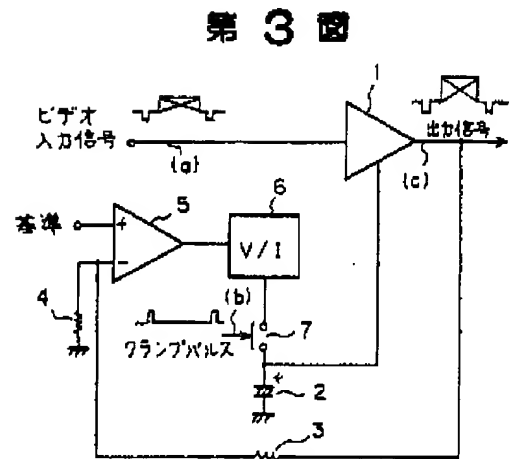 第3図
1
ビデオ
入力信号
(a)
出力信号
(c)
基準
+
-
5
6
V/I
4
(b)
7
クランプパルス
+
2
3